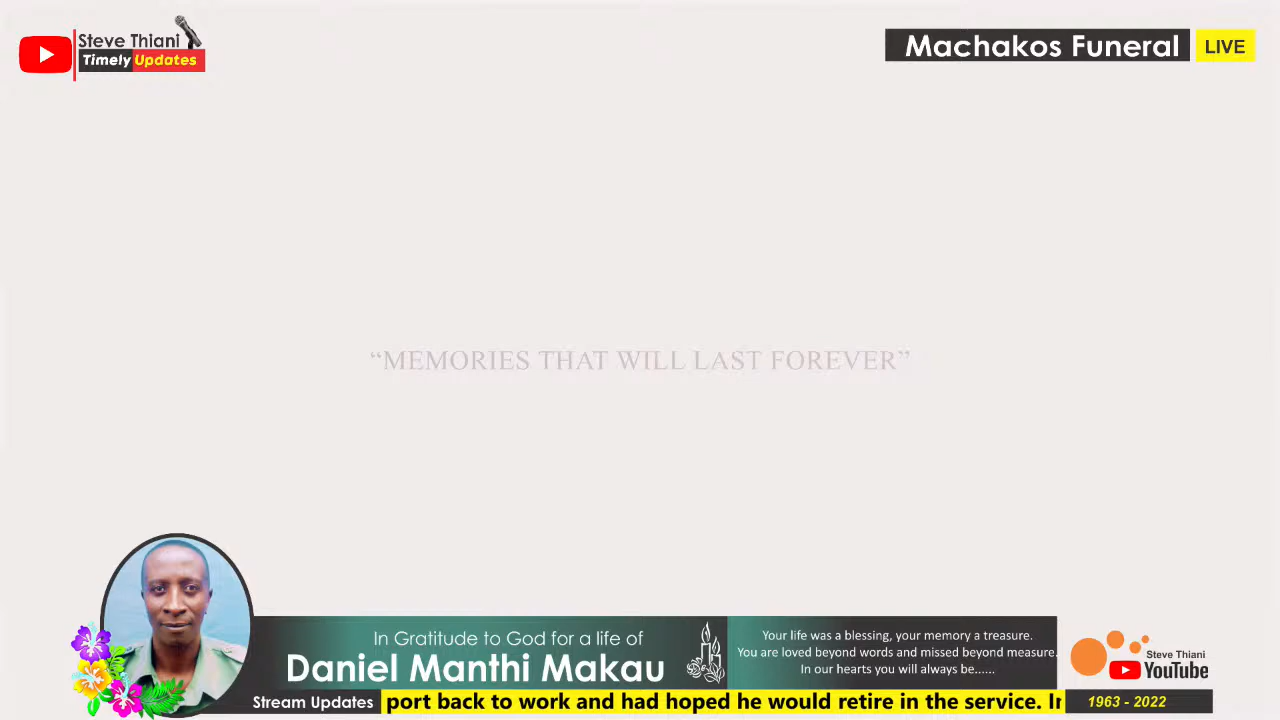 Steve Thiani
Timely Updates
Machakos Funeral LIVE
“MEMORIES THAT WILL LAST FOREVER”
In Gratitude to God for a life of
Daniel Manthi Makau
Your life was a blessing, your memory a treasure.
You are loved beyond words and missed beyond measure.
In our hearts you will always be......
Steve Thiani
YouTube
Stream Updates port back to work and had hoped he would retire in the service. In
1963 - 2022